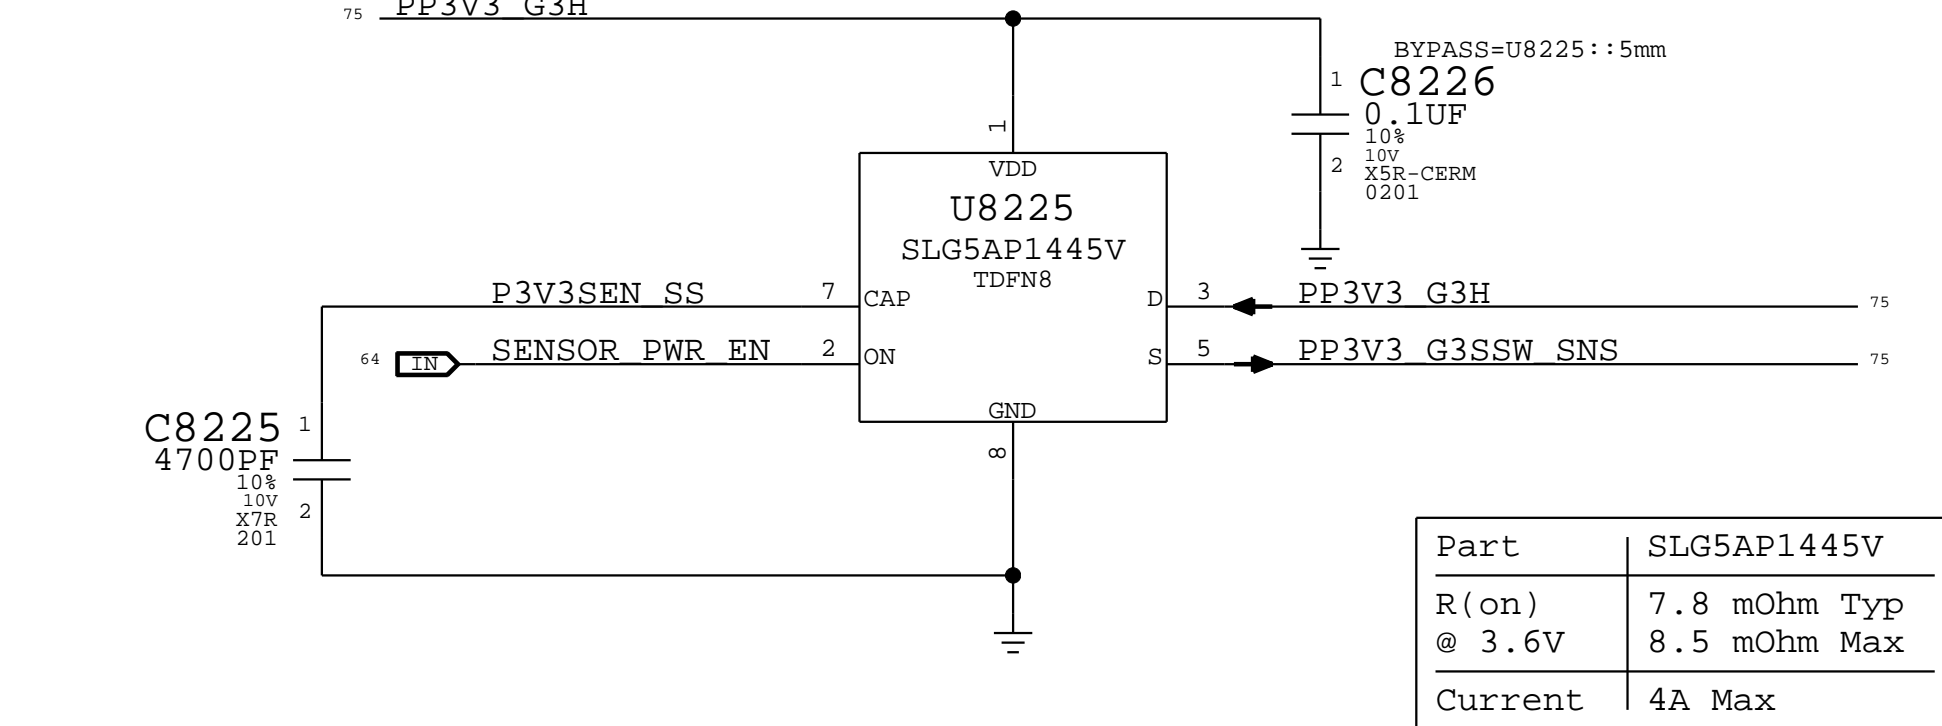 75 PP3V3_G3H
BYPASS=U8225::5mm
1 C8226
0.1UF
10%
10V
2 X5R-CERM
0201
1
VDD
U8225
SLG5AP1445V
TDFN8
P3V3SEN_SS 7 CAP
D 3 PP3V3_G3H 75
64 IN SENSOR_PWR_EN 2 ON
S 5 PP3V3_G3SSW_SNS 75
GND
8
C8225 1
4700PF
10%
10V
X7R 2
201
Part SLG5AP1445V
R(on) 7.8 mOhm Typ
@ 3.6V 8.5 mOhm Max
Current 4A Max